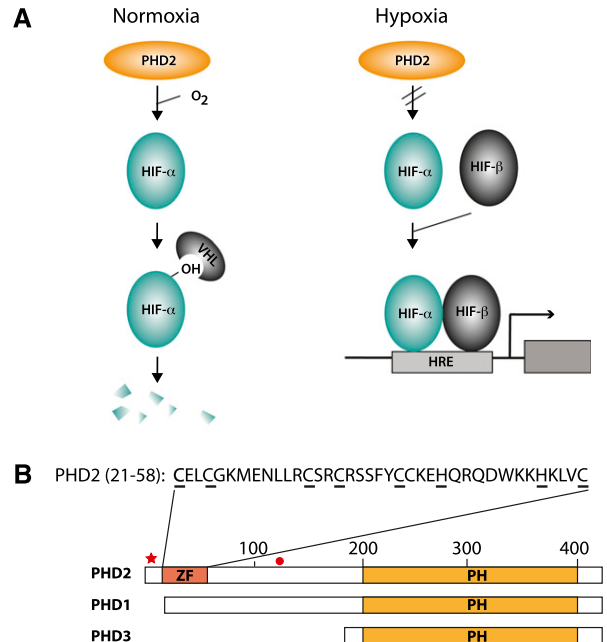 A
Normoxia Hypoxia
PHD2 PHD2
O2
HIF-α HIF-α HIF-β
VHL
OH
HIF-α HIF-α HIF-β
HRE
B
PHD2 (21-58): CELCGKMENLLRCSRCRSSFYCCKEHQRQDWKKHKLVC
100 200 300 400
PHD2 ZF PH
PHD1 PH
PHD3 PH